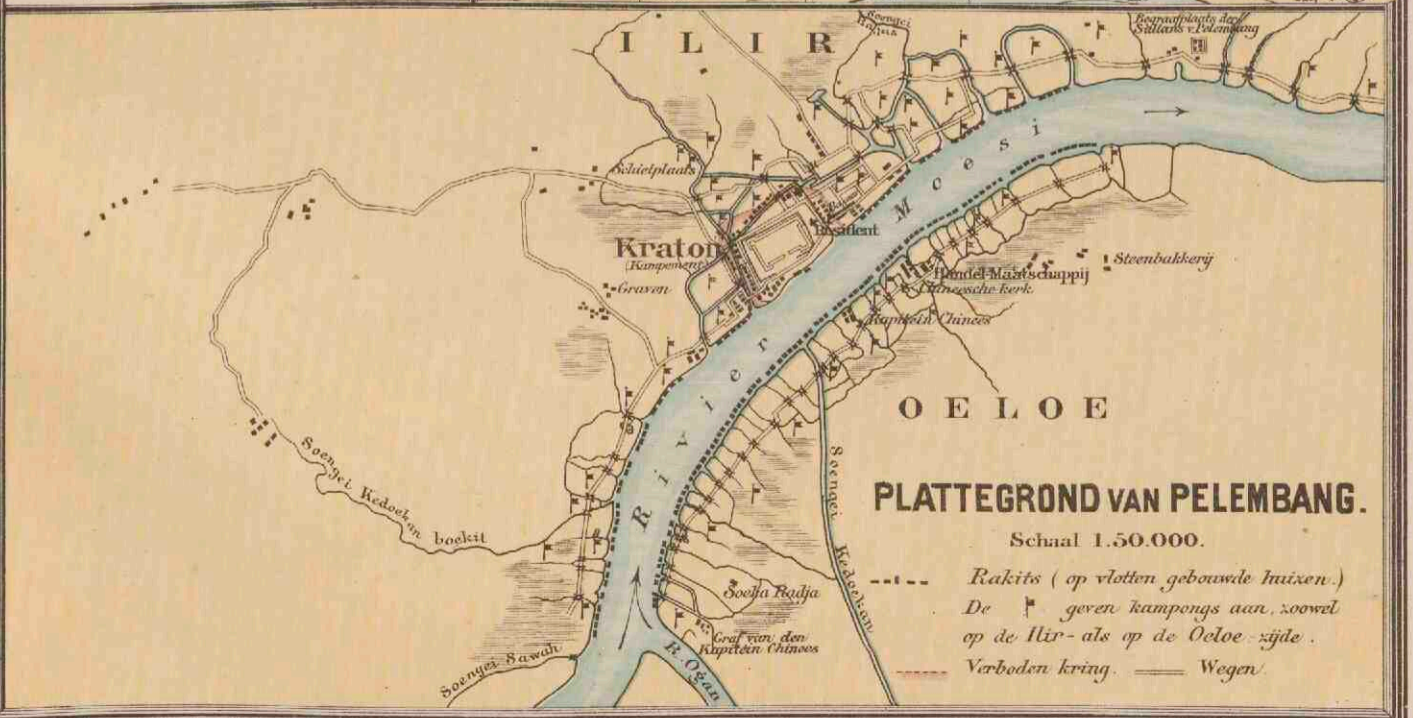 ILIR
Begraafplaats der
Sultans v. Pelembang
Schietplaats
Resident
Kraton
(Kampement)
Graven
Rivier Moesi
Handel-Maatschappij
Chineesche kerk
Steenbakkerij
Kapitein Chinees
OELOE
Soengei Kedoekan boekit
Soengei Kedoekan
Soengei Sawah
R. Ogan
Graf van den
Kapitein Chinees
PLATTEGROND VAN PELEMBANG.
Schaal 1.50.000.
Rakits (op vlotten gebouwde huizen.)
De geven kampongs aan, zoowel
op de Ilir- als op de Oeloe zijde.
Verboden kring. Wegen.